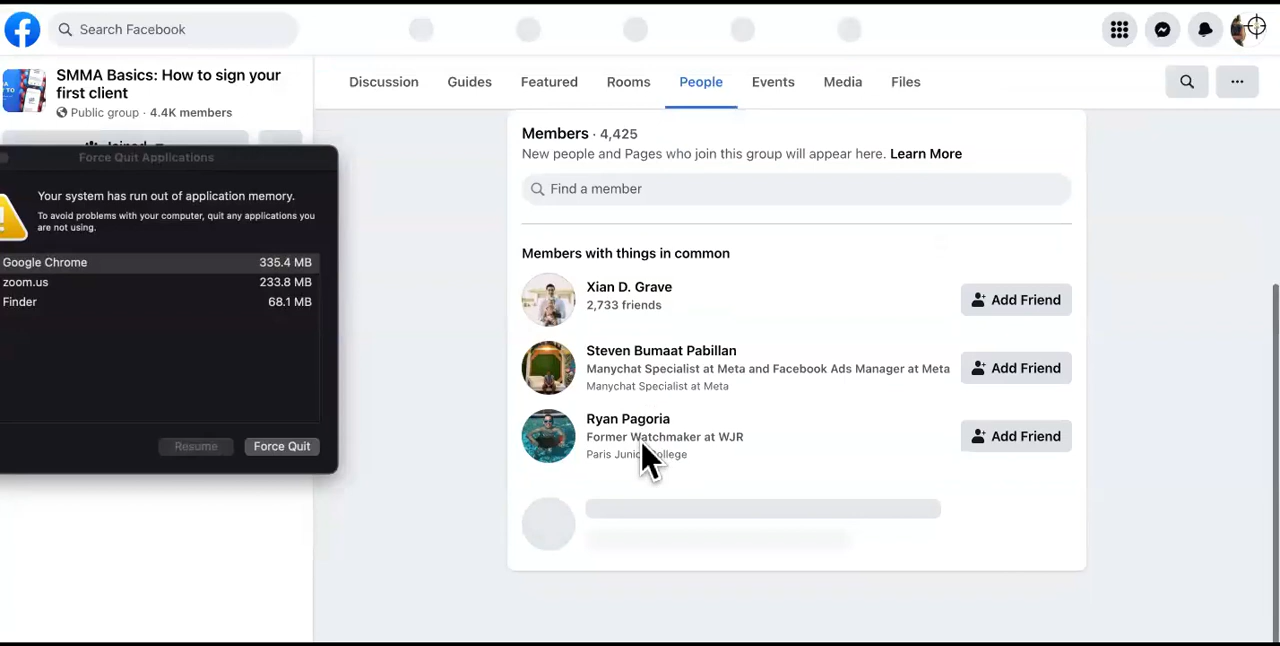 Search Facebook
SMMA Basics: How to sign your
first client
Public group · 4.4K members
Discussion
Guides
Featured
Rooms
People
Events
Media
Files
Force Quit Applications
Your system has run out of application memory.
To avoid problems with your computer, quit any applications you
are not using.
Google Chrome 335.4 MB
zoom.us 233.8 MB
Finder 68.1 MB
Resume
Force Quit
Members · 4,425
New people and Pages who join this group will appear here. Learn More
Find a member
Members with things in common
Xian D. Grave
2,733 friends
Add Friend
Steven Bumaat Pabillan
Manychat Specialist at Meta and Facebook Ads Manager at Meta
Manychat Specialist at Meta
Add Friend
Ryan Pagoria
Former Watchmaker at WJR
Paris Junior College
Add Friend